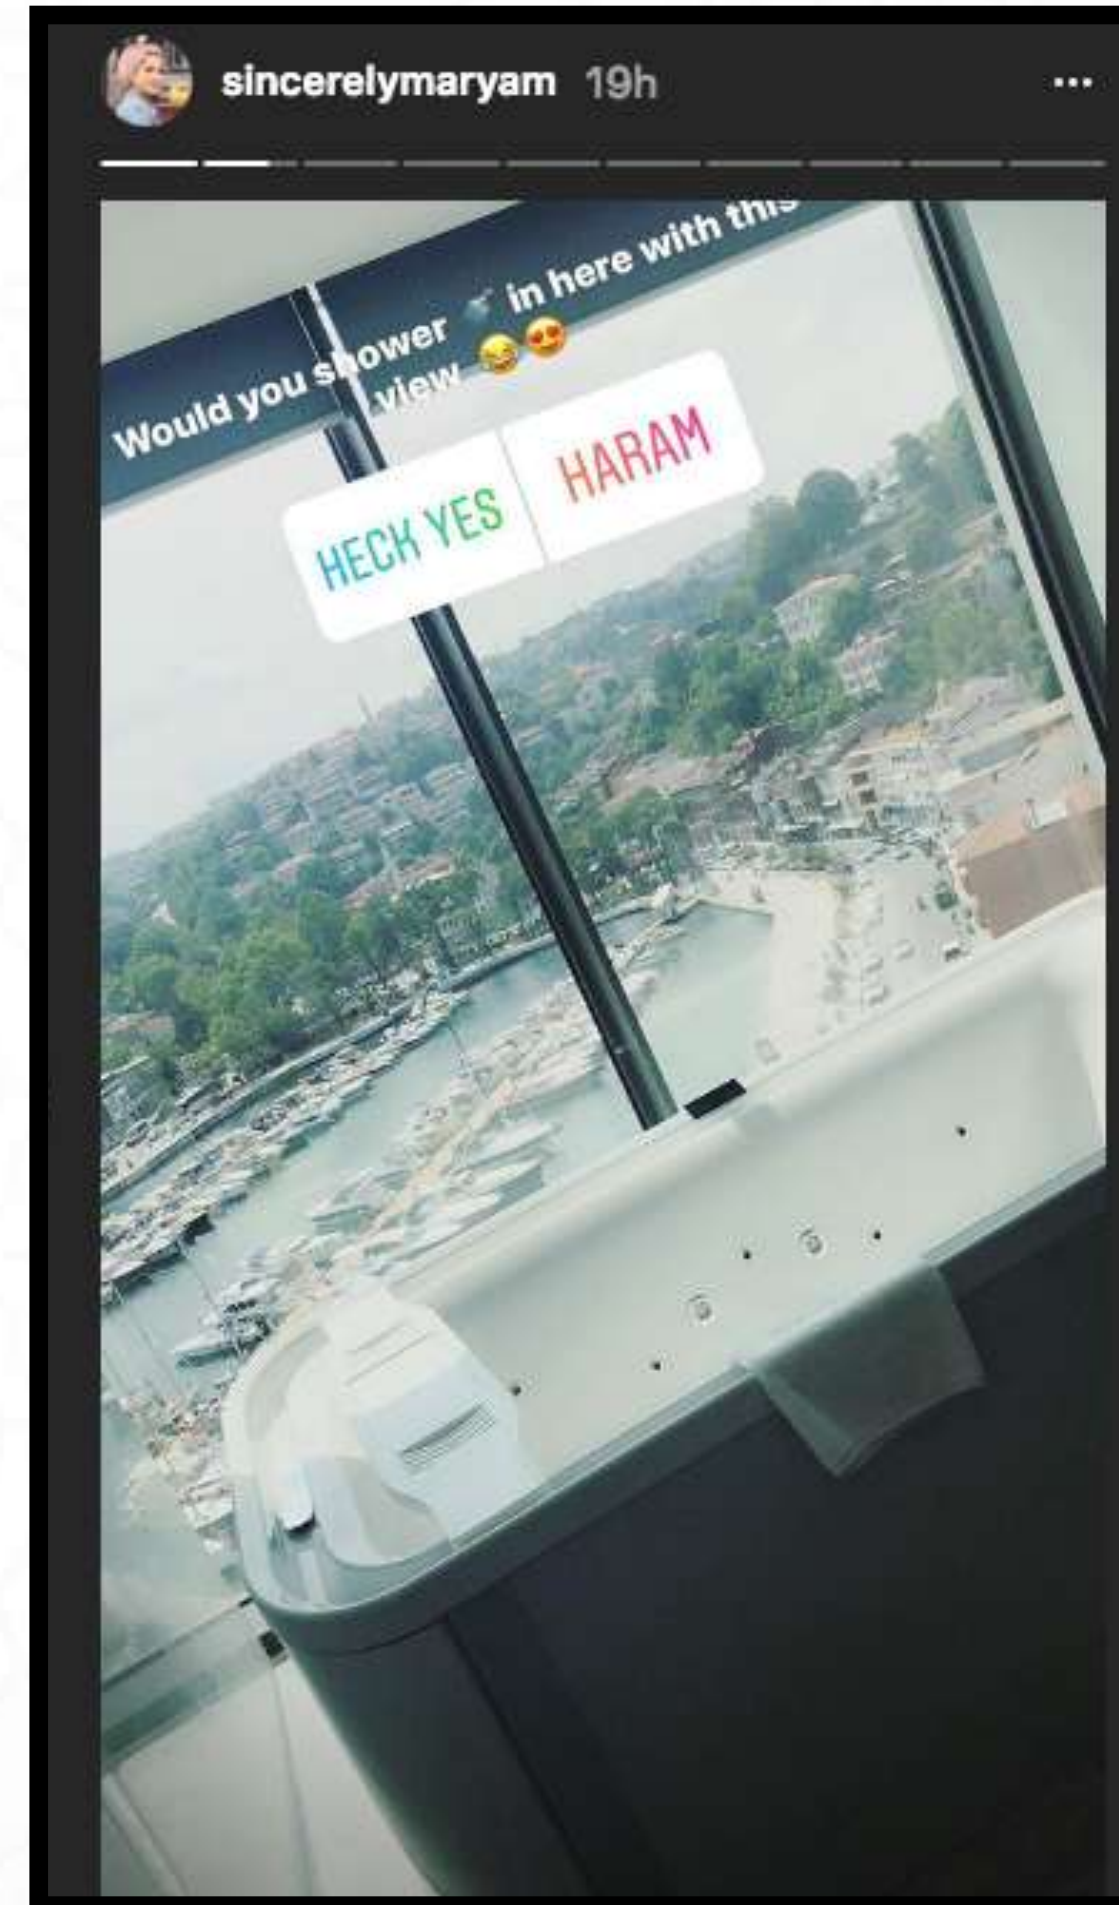 sincerelymaryam 19h
Would you shower 🚿 in here with this
view 😂😍
HECK YES
HARAM